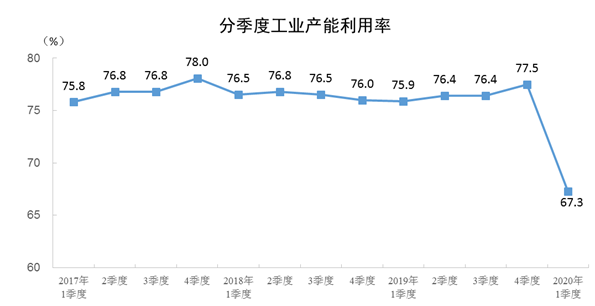 分季度工业产能利用率
（%）
80
75
70
65
60
75.8
76.8
76.8
78.0
76.5
76.8
76.5
76.0
75.9
76.4
76.4
77.5
67.3
2017年
1季度
2季度
3季度
4季度
2018年
1季度
2季度
3季度
4季度
2019年
1季度
2季度
3季度
4季度
2020年
1季度